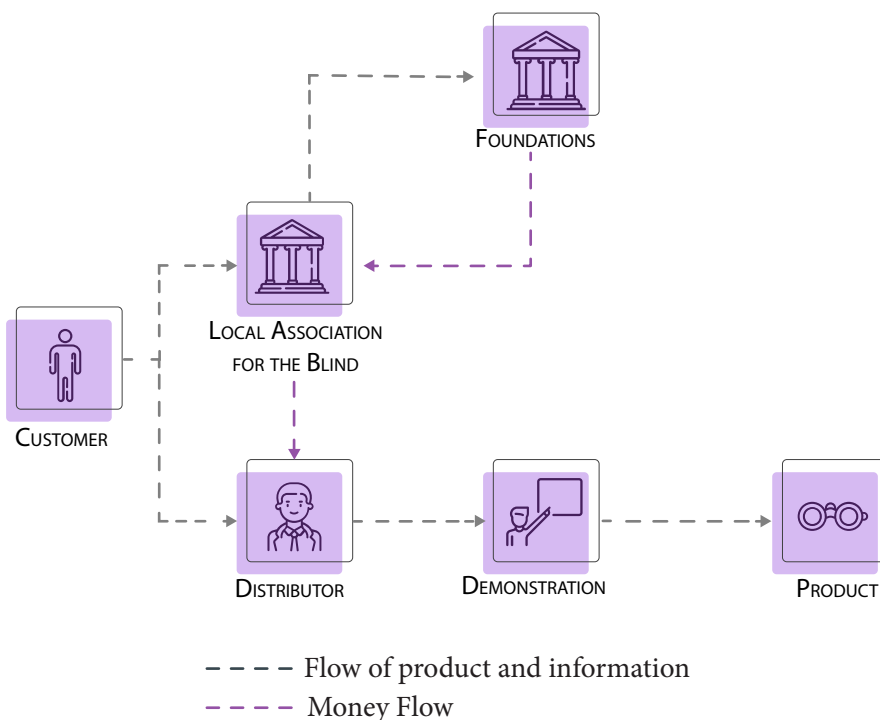 Foundations
Local Association
for the Blind
Customer
Distributor
Demonstration
Product
Flow of product and information
Money Flow